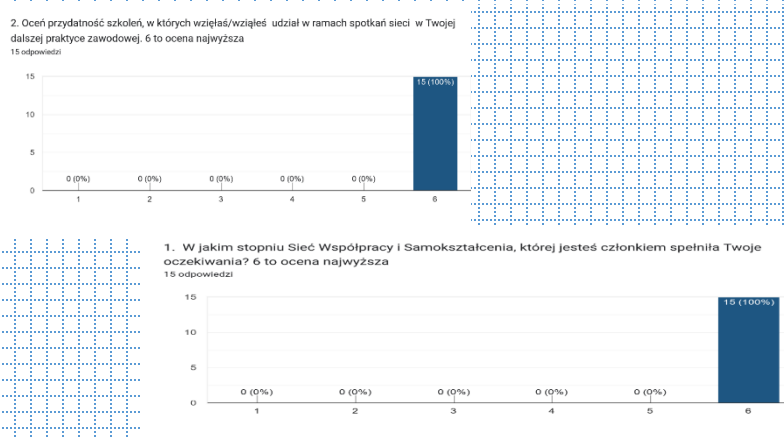 2. Oceń przydatność szkoleń, w których wzięłaś/wziąłeś udział w ramach spotkań sieci w Twojej
dalszej praktyce zawodowej. 6 to ocena najwyższa
15 odpowiedzi
15
15 (100%)
10
5
0 (0%) 0 (0%) 0 (0%) 0 (0%) 0 (0%)
0
1 2 3 4 5 6
1. W jakim stopniu Sieć Współpracy i Samokształcenia, której jesteś członkiem spełniła Twoje
oczekiwania? 6 to ocena najwyższa
15 odpowiedzi
15
15 (100%)
10
5
0 (0%) 0 (0%) 0 (0%) 0 (0%) 0 (0%)
0
1 2 3 4 5 6